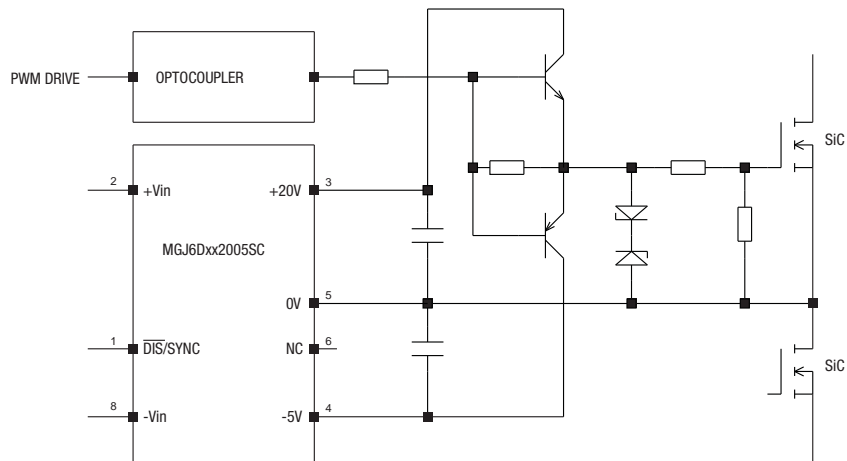 PWM DRIVE
OPTOCOUPLER
SiC
2
+Vin
+20V
3
MGJ6Dxx2005SC
0V
5
1
DIS/SYNC
NC
6
SiC
8
-Vin
-5V
4